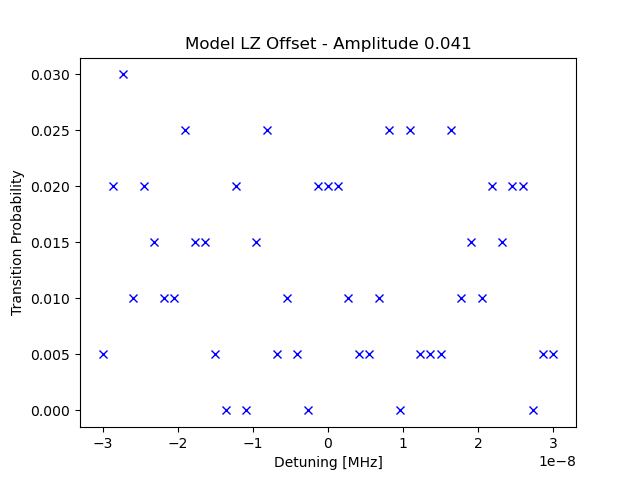 Model LZ Offset - Amplitude 0.041
Transition Probability
0.030
0.025
0.020
0.015
0.010
0.005
0.000
−3 −2 −1 0 1 2 3
1e−8
Detuning [MHz]